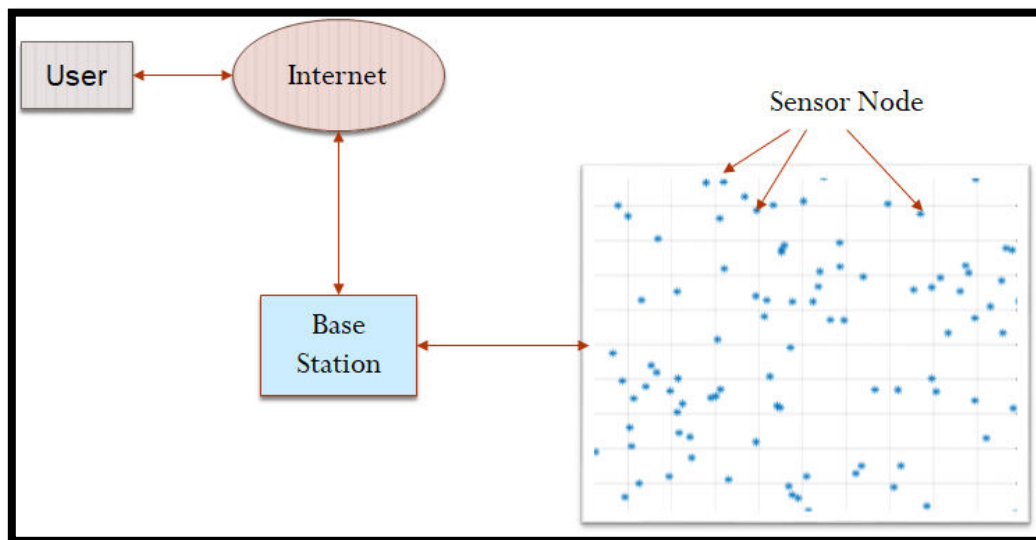 User
Internet
Sensor Node
Base
Station